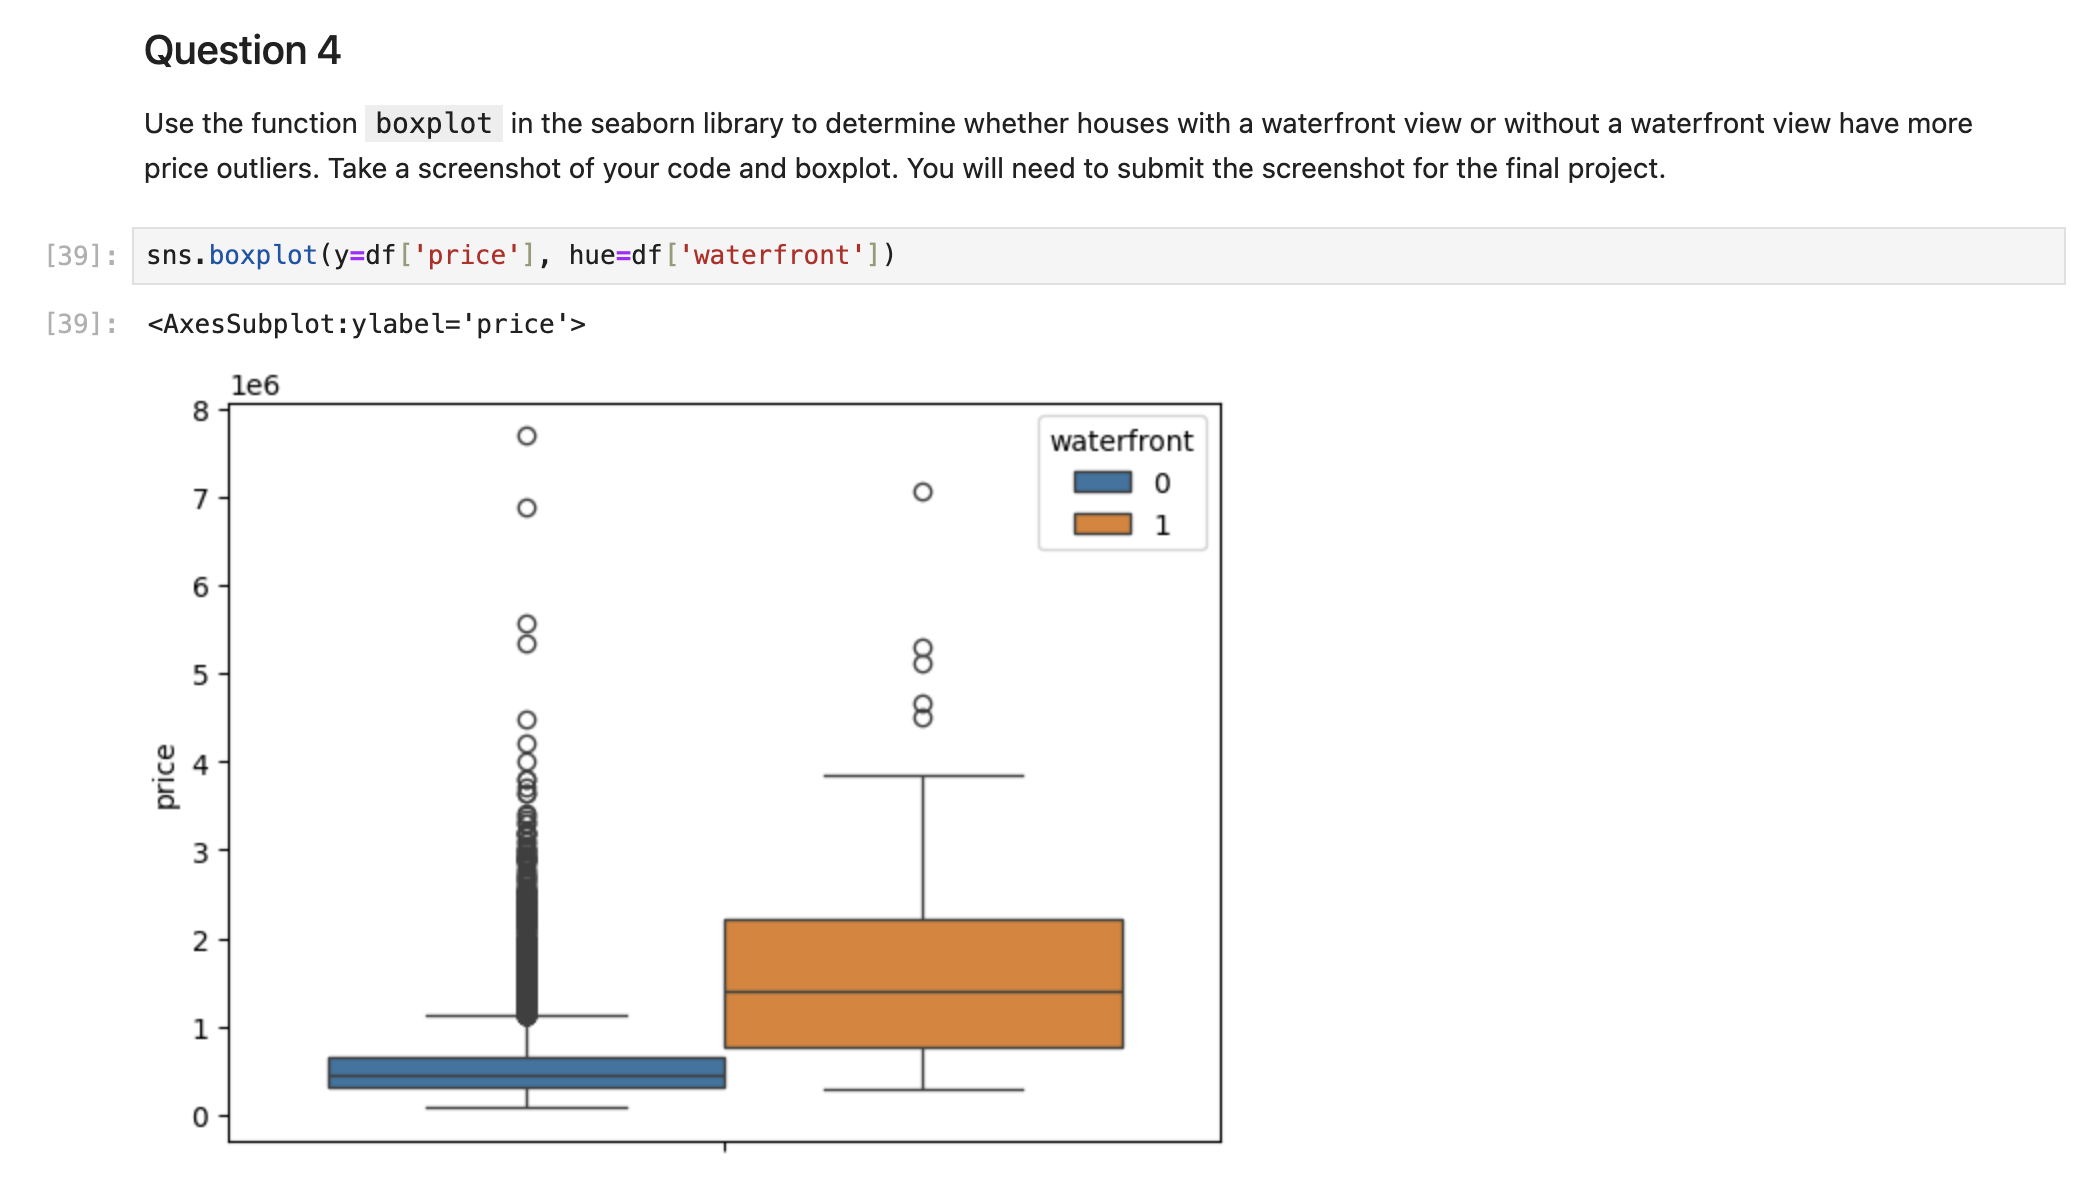 Question 4
Use the function boxplot in the seaborn library to determine whether houses with a waterfront view or without a waterfront view have more
price outliers. Take a screenshot of your code and boxplot. You will need to submit the screenshot for the final project.
[39]: sns.boxplot(y=df['price'], hue=df['waterfront'])
[39]: <AxesSubplot:ylabel='price'>
1e6
8
7
6
5
4
3
2
1
0
price
waterfront
0
1